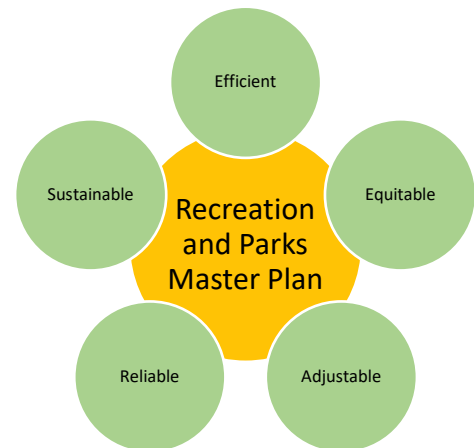 Efficient
Sustainable
Equitable
Recreation
and Parks
Master Plan
Reliable
Adjustable